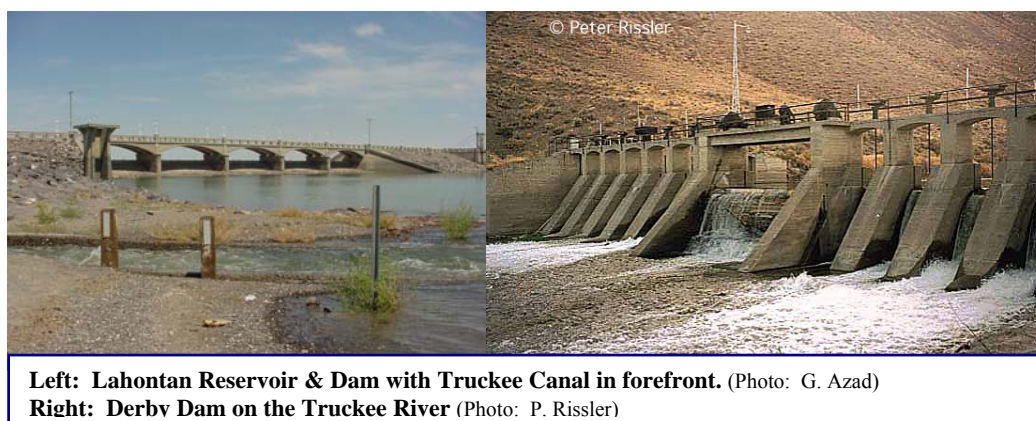 © Peter Rissler
Left: Lahontan Reservoir & Dam with Truckee Canal in forefront. (Photo: G. Azad)
Right: Derby Dam on the Truckee River (Photo: P. Rissler)